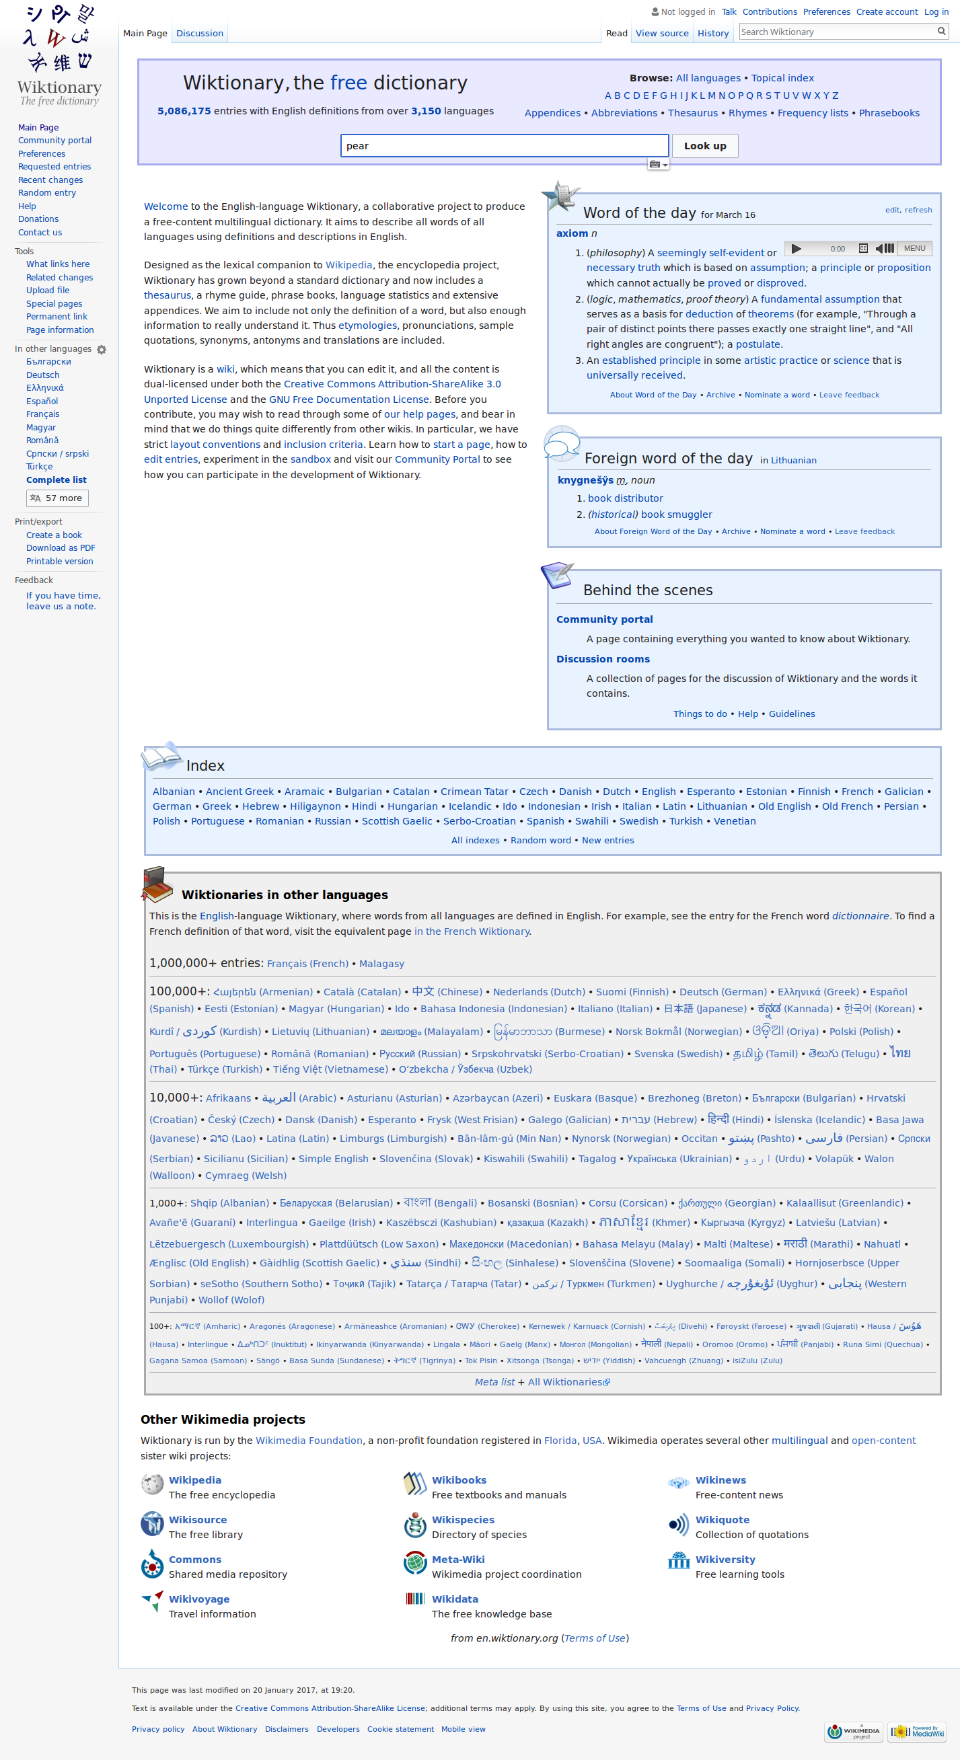 Not logged in Talk Contributions Preferences Create account Log in
Main Page Discussion Read View source History Search Wiktionary
Wiktionary
The free dictionary
Main Page
Community portal
Preferences
Requested entries
Recent changes
Random entry
Help
Donations
Contact us
Tools
What links here
Related changes
Upload file
Special pages
Permanent link
Page information
In other languages
Български
Deutsch
Ελληνικά
Español
Français
Magyar
Română
Српски / srpski
Türkçe
Complete list
57 more
Print/export
Create a book
Download as PDF
Printable version
Feedback
If you have time,
leave us a note.
Wiktionary, the free dictionary
5,086,175 entries with English definitions from over 3,150 languages
Browse: All languages • Topical index
A B C D E F G H I J K L M N O P Q R S T U V W X Y Z
Appendices • Abbreviations • Thesaurus • Rhymes • Frequency lists • Phrasebooks
pear Look up
Welcome to the English-language Wiktionary, a collaborative project to produce
a free-content multilingual dictionary. It aims to describe all words of all
languages using definitions and descriptions in English.
Designed as the lexical companion to Wikipedia, the encyclopedia project,
Wiktionary has grown beyond a standard dictionary and now includes a
thesaurus, a rhyme guide, phrase books, language statistics and extensive
appendices. We aim to include not only the definition of a word, but also enough
information to really understand it. Thus etymologies, pronunciations, sample
quotations, synonyms, antonyms and translations are included.
Wiktionary is a wiki, which means that you can edit it, and all the content is
dual-licensed under both the Creative Commons Attribution-ShareAlike 3.0
Unported License and the GNU Free Documentation License. Before you
contribute, you may wish to read through some of our help pages, and bear in
mind that we do things quite differently from other wikis. In particular, we have
strict layout conventions and inclusion criteria. Learn how to start a page, how to
edit entries, experiment in the sandbox and visit our Community Portal to see
how you can participate in the development of Wiktionary.
Word of the day for March 16 edit, refresh
axiom n
0:00 MENU
1. (philosophy) A seemingly self-evident or
necessary truth which is based on assumption; a principle or proposition
which cannot actually be proved or disproved.
2. (logic, mathematics, proof theory) A fundamental assumption that
serves as a basis for deduction of theorems (for example, "Through a
pair of distinct points there passes exactly one straight line", and "All
right angles are congruent"); a postulate.
3. An established principle in some artistic practice or science that is
universally received.
About Word of the Day • Archive • Nominate a word • Leave feedback
Foreign word of the day in Lithuanian
knygnešỹs m, noun
1. book distributor
2. (historical) book smuggler
About Foreign Word of the Day • Archive • Nominate a word • Leave feedback
Behind the scenes
Community portal
A page containing everything you wanted to know about Wiktionary.
Discussion rooms
A collection of pages for the discussion of Wiktionary and the words it
contains.
Things to do • Help • Guidelines
Index
Albanian • Ancient Greek • Aramaic • Bulgarian • Catalan • Crimean Tatar • Czech • Danish • Dutch • English • Esperanto • Estonian • Finnish • French • Galician •
German • Greek • Hebrew • Hiligaynon • Hindi • Hungarian • Icelandic • Ido • Indonesian • Irish • Italian • Latin • Lithuanian • Old English • Old French • Persian •
Polish • Portuguese • Romanian • Russian • Scottish Gaelic • Serbo-Croatian • Spanish • Swahili • Swedish • Turkish • Venetian
All indexes • Random word • New entries
Wiktionaries in other languages
This is the English-language Wiktionary, where words from all languages are defined in English. For example, see the entry for the French word dictionnaire. To find a
French definition of that word, visit the equivalent page in the French Wiktionary.
1,000,000+ entries: Français (French) • Malagasy
100,000+: Հայերեն (Armenian) • Català (Catalan) • 中文 (Chinese) • Nederlands (Dutch) • Suomi (Finnish) • Deutsch (German) • Ελληνικά (Greek) • Español
(Spanish) • Eesti (Estonian) • Magyar (Hungarian) • Ido • Bahasa Indonesia (Indonesian) • Italiano (Italian) • 日本語 (Japanese) • ಕನ್ನಡ (Kannada) • 한국어 (Korean) •
Kurdî / كوردی (Kurdish) • Lietuvių (Lithuanian) • മലയാളം (Malayalam) • မြန်မာဘာသာ (Burmese) • Norsk Bokmål (Norwegian) • ଓଡ଼ିଆ (Oriya) • Polski (Polish) •
Português (Portuguese) • Română (Romanian) • Русский (Russian) • Srpskohrvatski (Serbo-Croatian) • Svenska (Swedish) • தமிழ் (Tamil) • తెలుగు (Telugu) • ไทย
(Thai) • Türkçe (Turkish) • Tiếng Việt (Vietnamese) • O'zbekcha / Ўзбекча (Uzbek)
10,000+: Afrikaans • العربية (Arabic) • Asturianu (Asturian) • Azərbaycan (Azeri) • Euskara (Basque) • Brezhoneg (Breton) • Български (Bulgarian) • Hrvatski
(Croatian) • Český (Czech) • Dansk (Danish) • Esperanto • Frysk (West Frisian) • Galego (Galician) • עברית (Hebrew) • हिन्दी (Hindi) • Íslenska (Icelandic) • Basa Jawa
(Javanese) • ລາວ (Lao) • Latina (Latin) • Limburgs (Limburgish) • Bân-lâm-gú (Min Nan) • Nynorsk (Norwegian) • Occitan • پښتو (Pashto) • فارسی (Persian) • Српски
(Serbian) • Sicilianu (Sicilian) • Simple English • Slovenčina (Slovak) • Kiswahili (Swahili) • Tagalog • Українська (Ukrainian) • اردو (Urdu) • Volapük • Walon
(Walloon) • Cymraeg (Welsh)
1,000+: Shqip (Albanian) • Беларуская (Belarusian) • বাংলা (Bengali) • Bosanski (Bosnian) • Corsu (Corsican) • ქართული (Georgian) • Kalaallisut (Greenlandic) •
Avañe'ẽ (Guaraní) • Interlingua • Gaeilge (Irish) • Kaszëbsczi (Kashubian) • қазақша (Kazakh) • ភាសាខ្មែរ (Khmer) • Кыргызча (Kyrgyz) • Latviešu (Latvian) •
Lëtzebuergesch (Luxembourgish) • Plattdüütsch (Low Saxon) • Македонски (Macedonian) • Bahasa Melayu (Malay) • Malti (Maltese) • मराठी (Marathi) • Nahuatl •
Ænglisc (Old English) • Gàidhlig (Scottish Gaelic) • سنڌي (Sindhi) • සිංහල (Sinhalese) • Slovenščina (Slovene) • Soomaaliga (Somali) • Hornjoserbsce (Upper
Sorbian) • seSotho (Southern Sotho) • Тоҷикӣ (Tajik) • Tatarça / Татарча (Tatar) • تركمن / Туркмен (Turkmen) • Uyghurche / ئۇيغۇرچه (Uyghur) • پنجابی (Western
Punjabi) • Wollof (Wolof)
100+: አማርኛ (Amharic) • Aragonés (Aragonese) • Armãneashce (Aromanian) • ᏣᎳᎩ (Cherokee) • Kernewek / Karnuack (Cornish) • (Divehi) • Føroyskt (Faroese) • ગુજરાતી (Gujarati) • Hausa / هَوُسَ
(Hausa) • Interlingue • ᐃᓄᒃᑎᑐᑦ (Inuktitut) • Ikinyarwanda (Kinyarwanda) • Lingala • Māori • Gaelg (Manx) • Монгол (Mongolian) • नेपाली (Nepali) • Oromoo (Oromo) • ਪੰਜਾਬੀ (Panjabi) • Runa Simi (Quechua) •
Gagana Samoa (Samoan) • Sängö • Basa Sunda (Sundanese) • ትግርኛ (Tigrinya) • Tok Pisin • Xitsonga (Tsonga) • ייִדיש (Yiddish) • Vahcuengh (Zhuang) • isiZulu (Zulu)
Meta list + All Wiktionaries
Other Wikimedia projects
Wiktionary is run by the Wikimedia Foundation, a non-profit foundation registered in Florida, USA. Wikimedia operates several other multilingual and open-content
sister wiki projects:
Wikipedia Wikibooks Wikinews
The free encyclopedia Free textbooks and manuals Free-content news
Wikisource Wikispecies Wikiquote
The free library Directory of species Collection of quotations
Commons Meta-Wiki Wikiversity
Shared media repository Wikimedia project coordination Free learning tools
Wikivoyage Wikidata
Travel information The free knowledge base
from en.wiktionary.org (Terms of Use)
This page was last modified on 20 January 2017, at 19:20.
Text is available under the Creative Commons Attribution-ShareAlike License; additional terms may apply. By using this site, you agree to the Terms of Use and Privacy Policy.
Privacy policy About Wiktionary Disclaimers Developers Cookie statement Mobile view
A WIKIMEDIA project Powered By MediaWiki